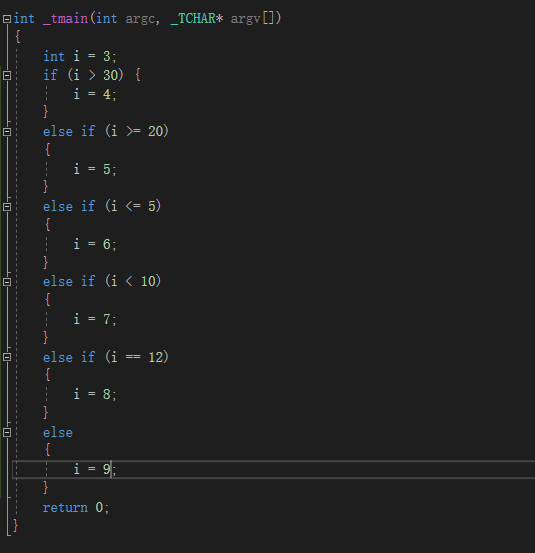 int _tmain(int argc, _TCHAR* argv[])
{
int i = 3;
if (i > 30) {
i = 4;
}
else if (i >= 20)
{
i = 5;
}
else if (i <= 5)
{
i = 6;
}
else if (i < 10)
{
i = 7;
}
else if (i == 12)
{
i = 8;
}
else
{
i = 9;
}
return 0;
}